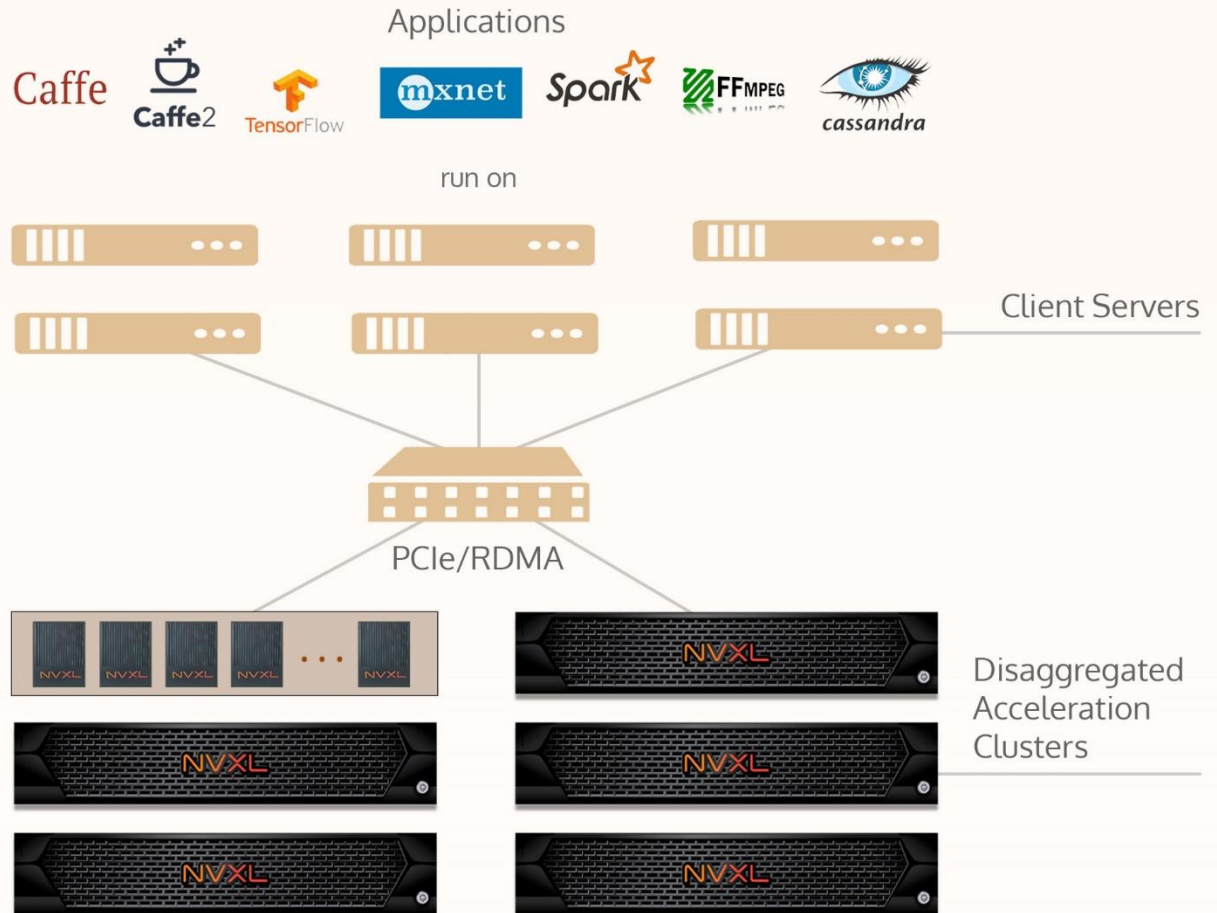 Applications
Caffe
Caffe2
TensorFlow
mxnet
Spark
FFMPEG
cassandra
run on
Client Servers
PCIe/RDMA
NVXL
NVXL
NVXL
NVXL
...
NVXL
NVXL
Disaggregated
Acceleration
Clusters
NVXL
NVXL
NVXL
NVXL